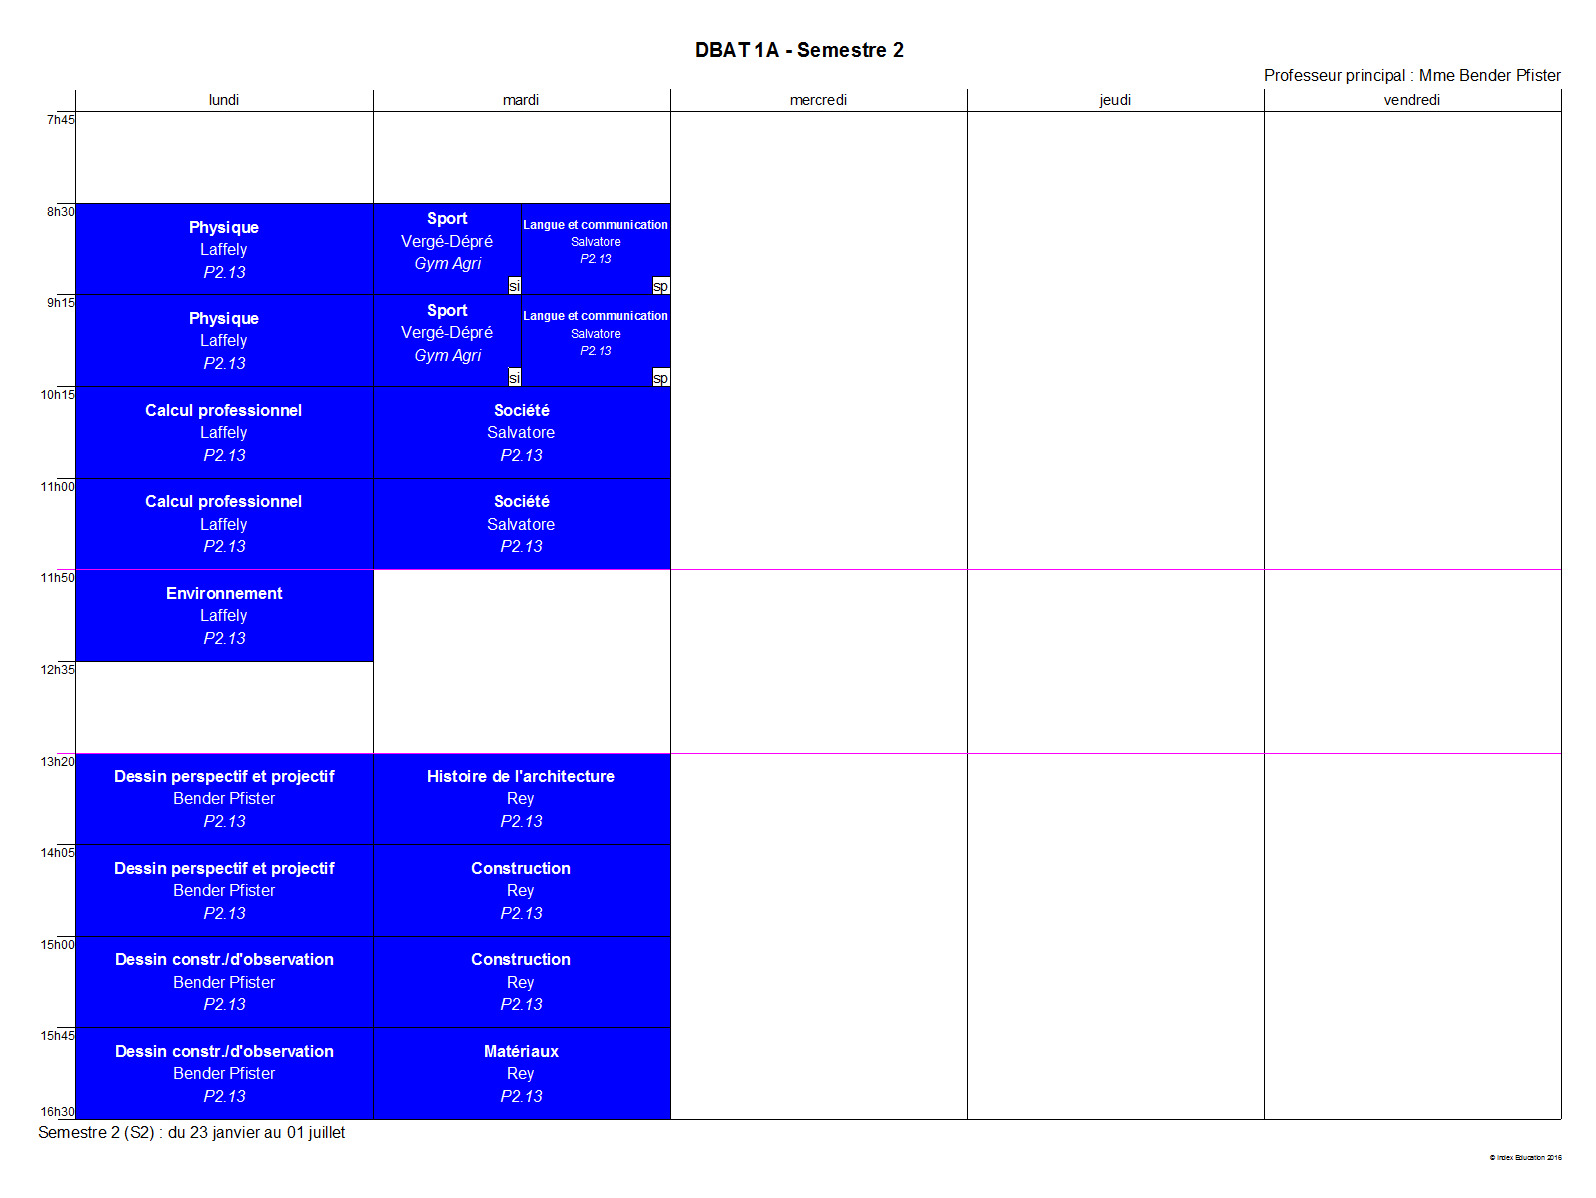 DBAT 1A - Semestre 2
Professeur principal : Mme Bender Pfister
lundi mardi mercredi jeudi vendredi
7h45
8h30
Physique
Laffely
P2.13
Sport
Vergé-Dépré
Gym Agri
si
Langue et communication
Salvatore
P2.13
sp
9h15
Physique
Laffely
P2.13
Sport
Vergé-Dépré
Gym Agri
si
Langue et communication
Salvatore
P2.13
sp
10h15
Calcul professionnel
Laffely
P2.13
Société
Salvatore
P2.13
11h00
Calcul professionnel
Laffely
P2.13
Société
Salvatore
P2.13
11h50
Environnement
Laffely
P2.13
12h35
13h20
Dessin perspectif et projectif
Bender Pfister
P2.13
Histoire de l'architecture
Rey
P2.13
14h05
Dessin perspectif et projectif
Bender Pfister
P2.13
Construction
Rey
P2.13
15h00
Dessin constr./d'observation
Bender Pfister
P2.13
Construction
Rey
P2.13
15h45
Dessin constr./d'observation
Bender Pfister
P2.13
Matériaux
Rey
P2.13
16h30
Semestre 2 (S2) : du 23 janvier au 01 juillet
© Index Education 2016